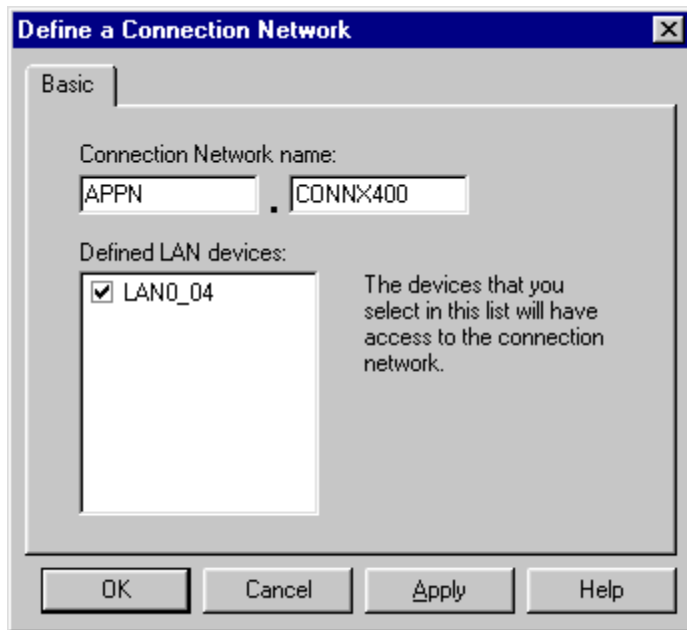 Define a Connection Network
Basic
Connection Network name:
APPN . CONNX400
Defined LAN devices:
LAN0_04
The devices that you
select in this list will have
access to the connection
network.
OK Cancel Apply Help